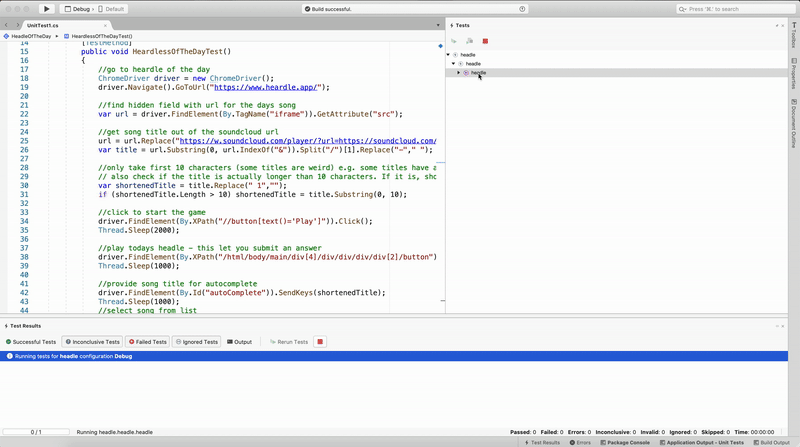 Debug
Default
Build successful.
Press '⌘.' to search
UnitTest1.cs
HeadleOfTheDay
HeardlessOfTheDayTest()
14 [TestMethod]
15 public void HeardlessOfTheDayTest()
16 {
17 //go to heardle of the day
18 ChromeDriver driver = new ChromeDriver();
19 driver.Navigate().GoToUrl("https://www.heardle.app/");
20
21 //find hidden field with url for the days song
22 var url = driver.FindElement(By.TagName("iframe")).GetAttribute("src");
23
24 //get song title out of the soundcloud url
25 url = url.Replace("https://w.soundcloud.com/player/?url=https://soundcloud.com/
26 var title = url.Substring(0, url.IndexOf("&")).Split("/")[1].Replace("-"," ");
27
28 //only take first 10 characters (some titles are weird) e.g. some titles have a
29 // also check if the title is actually longer than 10 characters. If it is, sho
30 var shortenedTitle = title.Replace(" 1","");
31 if (shortenedTitle.Length > 10) shortenedTitle = title.Substring(0, 10);
32
33 //click to start the game
34 driver.FindElement(By.XPath("//button[text()='Play']")).Click();
35 Thread.Sleep(2000);
36
37 //play todays headle - this let you submit an answer
38 driver.FindElement(By.XPath("/html/body/main/div[4]/div/div/div/div[2]/button")
39 Thread.Sleep(1000);
40
41 //provide song title for autocomplete
42 driver.FindElement(By.Id("autoComplete")).SendKeys(shortenedTitle);
43 Thread.Sleep(1000);
44 //select song from list
Tests
headle
headle
headle
Toolbox
Properties
Document Outline
Test Results
Successful Tests
Inconclusive Tests
Failed Tests
Ignored Tests
Output
Rerun Tests
Running tests for headle configuration Debug
0 / 1
Running headle.headle.headle
Passed: 0 Failed: 0 Errors: 0 Inconclusive: 0 Invalid: 0 Ignored: 0 Skipped: 0 Time: 00:00:00
Test Results
Errors
Package Console
Application Output - Unit Tests
Build Output